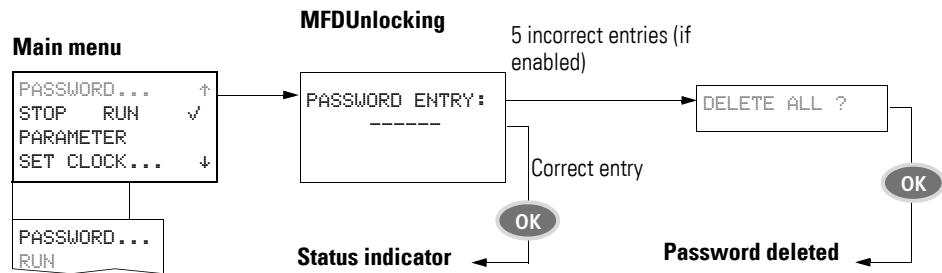 MFDUnlocking
5 incorrect entries (if
enabled)
Main menu
PASSWORD... ↑
STOP RUN √
PARAMETER
SET CLOCK... ↓
PASSWORD ENTRY:
------
DELETE ALL ?
Correct entry
OK
OK
PASSWORD...
RUN
Status indicator
Password deleted